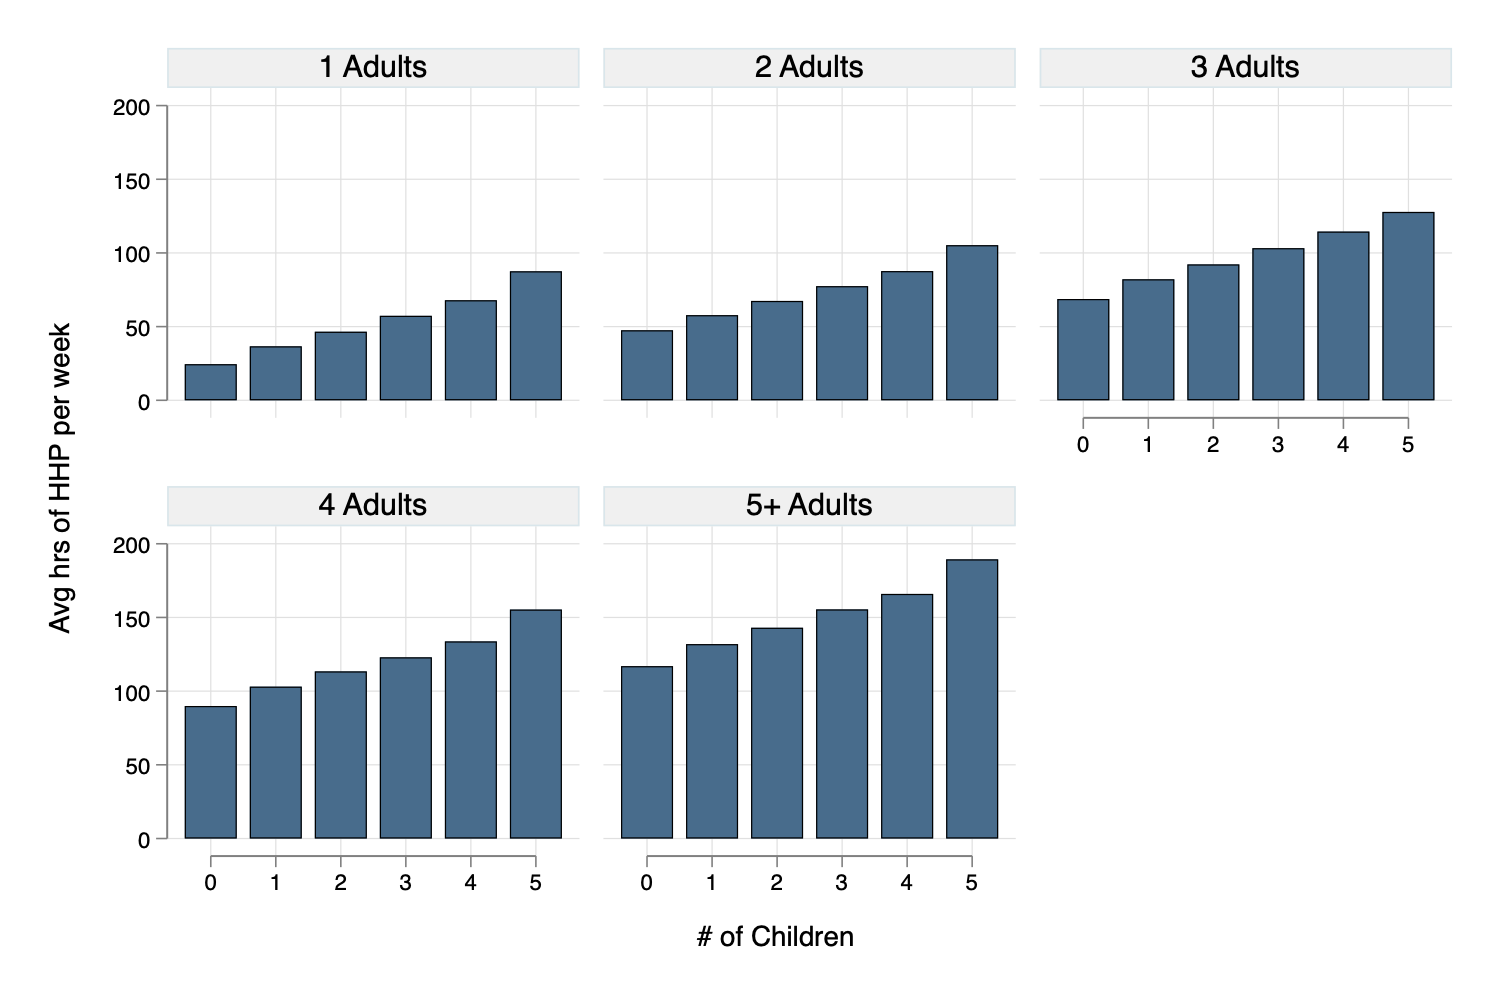 1 Adults
2 Adults
3 Adults
200
150
100
50
0
0 1 2 3 4 5
4 Adults
5+ Adults
200
150
100
50
0
0 1 2 3 4 5
0 1 2 3 4 5
Avg hrs of HHP per week
# of Children